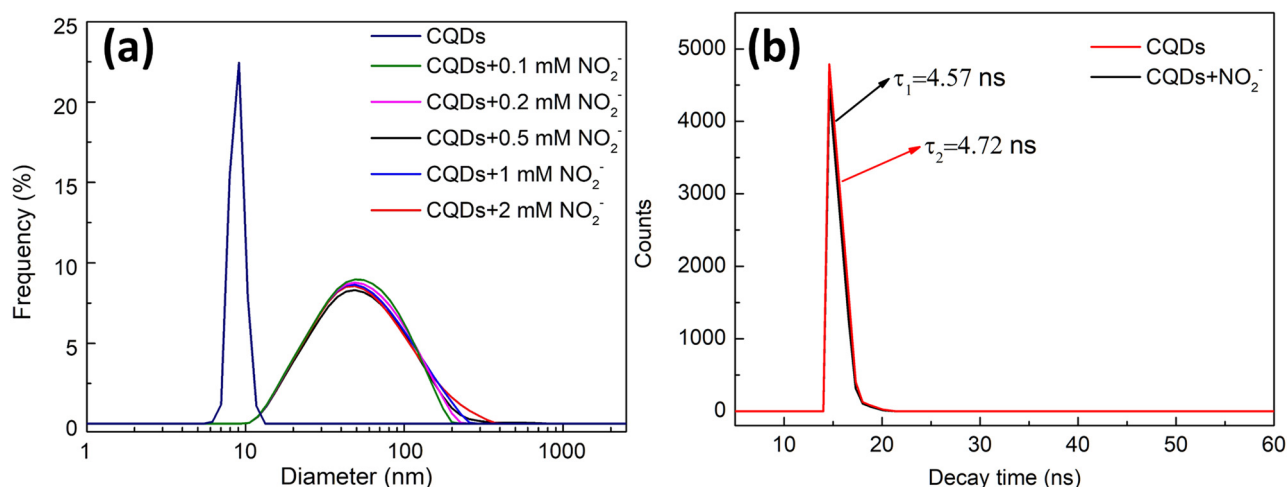 (a)
CQDs
CQDs+0.1 mM NO₂⁻
CQDs+0.2 mM NO₂⁻
CQDs+0.5 mM NO₂⁻
CQDs+1 mM NO₂⁻
CQDs+2 mM NO₂⁻
Frequency (%)
25
20
15
10
5
0
1
10
100
1000
Diameter (nm)
(b)
CQDs
CQDs+NO₂⁻
τ₁=4.57 ns
τ₂=4.72 ns
Counts
5000
4000
3000
2000
1000
0
10
20
30
40
50
60
Decay time (ns)